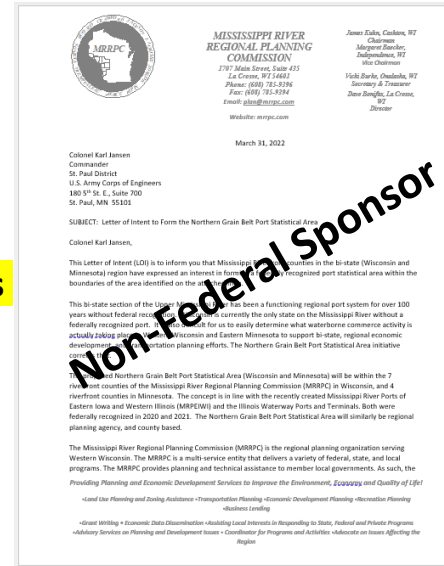 MRRPC
MISSISSIPPI RIVER
REGIONAL PLANNING
COMMISSION
1707 Main Street, Suite 435
La Crosse, WI 54601
Phone: (608) 785-9396
Fax: (608) 785-9394
Email: plan@mrrpc.com
Website: mrrpc.com
James Kuhn, Cashton, WI
Chairman
Margaret Baecker,
Independence, WI
Vice Chairman
Vicki Burke, Onalaska, WI
Secretary & Treasurer
Dave Bonifas, La Crosse,
WI
Director
March 31, 2022
Colonel Karl Jansen
Commander
St. Paul District
U.S. Army Corps of Engineers
180 5th St. E., Suite 700
St. Paul, MN 55101
SUBJECT: Letter of Intent to Form the Northern Grain Belt Port Statistical Area
Colonel Karl Jansen,
This Letter of Intent (LOI) is to inform you that Mississippi counties in the bi-state (Wisconsin and
Minnesota) region have expressed an interest in recognized port statistical area within the
boundaries of the area identified on the
This bi-state section of the Upper River has been a functioning regional port system for over 100
years without federal is currently the only state on the Mississippi River without a
federally recognized port. for us to easily determine what waterborne commerce activity is
actually taking Wisconsin and Eastern Minnesota to support bi-state, regional economic
development, planning efforts. The Northern Grain Belt Port Statistical Area initiative
Northern Grain Belt Port Statistical Area (Wisconsin and Minnesota) will be within the 7
riverfront counties of the Mississippi River Regional Planning Commission (MRRPC) in Wisconsin, and 4
riverfront counties in Minnesota. The concept is in line with the recently created Mississippi River Ports of
Eastern Iowa and Western Illinois (MRPEIWI) and the Illinois Waterway Ports and Terminals. Both were
federally recognized in 2020 and 2021. The Northern Grain Belt Port Statistical Area will similarly be regional
planning agency, and county based.
The Mississippi River Regional Planning Commission (MRRPC) is the regional planning organization serving
Western Wisconsin. The MRRPC is a multi-service entity that delivers a variety of federal, state, and local
programs. The MRRPC provides planning and technical assistance to member local governments. As such, the
Providing Planning and Economic Development Services to Improve the Environment, Economy and Quality of Life!
•Land Use Planning and Zoning Assistance •Transportation Planning •Economic Development Planning •Recreation Planning
•Business Lending
•Grant Writing • Economic Data Dissemination •Assisting Local Interests in Responding to State, Federal and Private Programs
•Advisory Services on Planning and Development Issues • Coordinator for Programs and Activities •Advocate on Issues Affecting the
Region
Non-Federal Sponsor
s